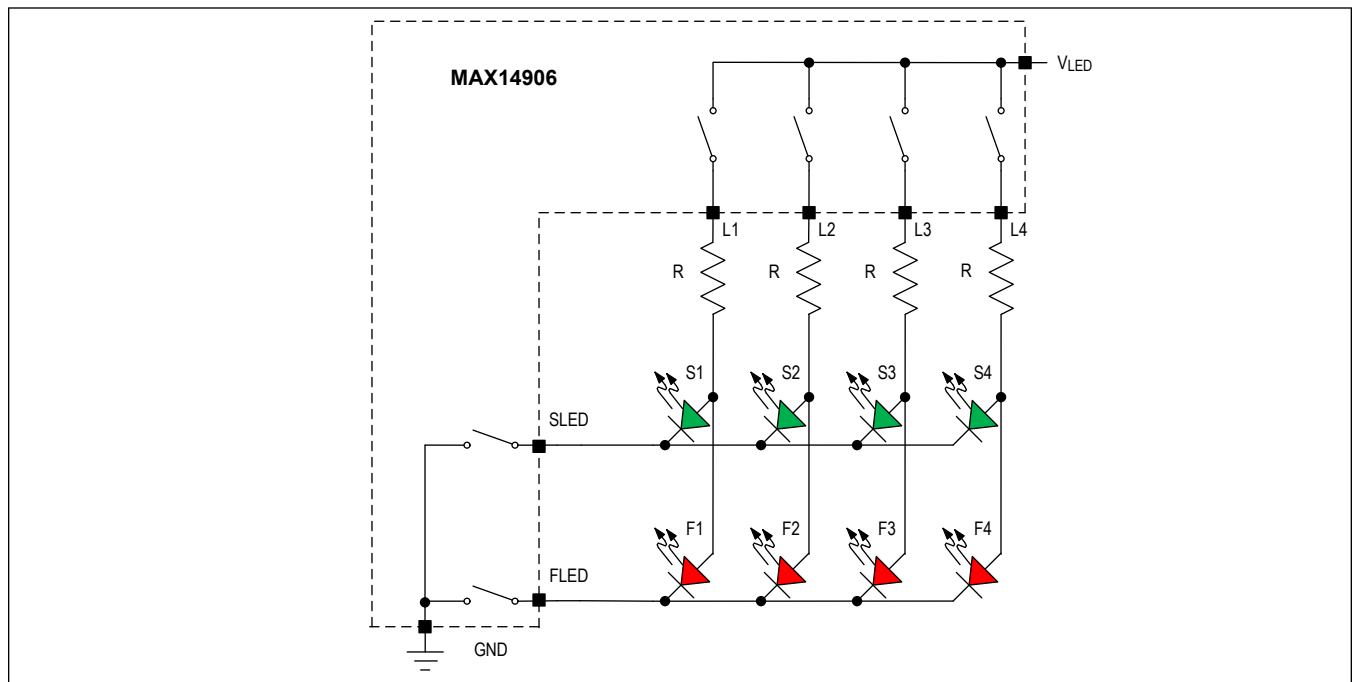 MAX14906
VLED
L1 L2 L3 L4
R R R R
S1 S2 S3 S4
SLED
F1 F2 F3 F4
FLED
GND